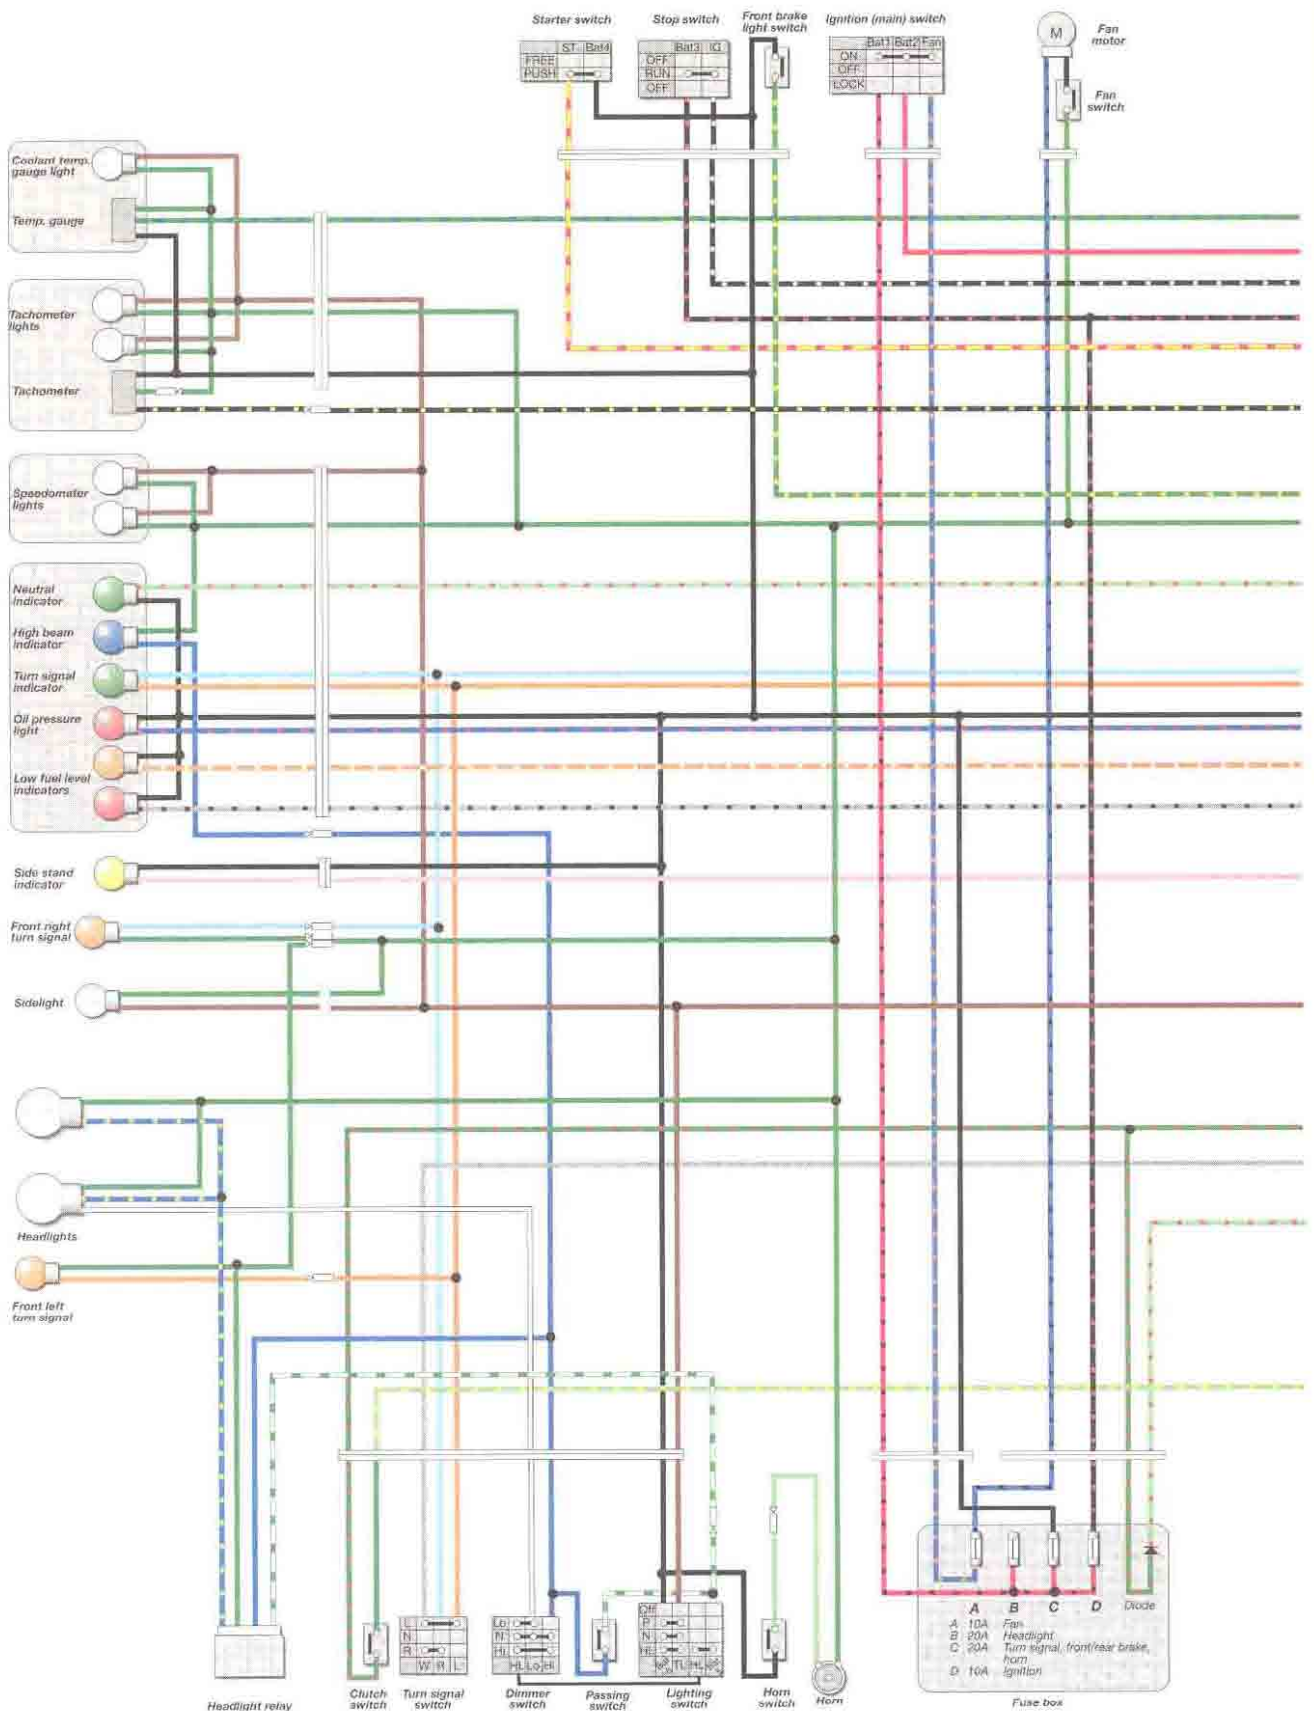 Starter switch
ST Bat4
FREE
PUSH
Stop switch
Bat3 IG
OFF
RUN
OFF
Front brake
light switch
Ignition (main) switch
Bat1 Bat2 Fan
ON
OFF
LOCK
M
Fan
motor
Fan
switch
Coolant temp.
gauge light
Temp. gauge
Tachometer
lights
Tachometer
Speedometer
lights
Neutral
indicator
High beam
indicator
Turn signal
indicator
Oil pressure
light
Low fuel level
indicators
Side stand
indicator
Front right
turn signal
Sidelight
Headlights
Front left
turn signal
Headlight relay
Clutch
switch
L
N
R
W R L
Turn signal
switch
Lo
N
Hi
HL Lo Hi
Dimmer
switch
Passing
switch
Off
P
N
HL
TL HL
Lighting
switch
Horn
switch
Horn
A B C D Diode
A 10A Fan
B 20A Headlight
C 20A Turn signal, front/rear brake,
horn
D 10A Ignition
Fuse box